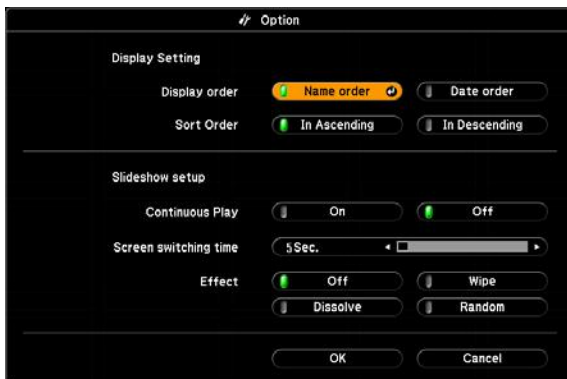 Option
Display Setting
Display order Name order Date order
Sort Order In Ascending In Descending
Slideshow setup
Continuous Play On Off
Screen switching time 5Sec.
Effect Off Wipe
Dissolve Random
OK Cancel